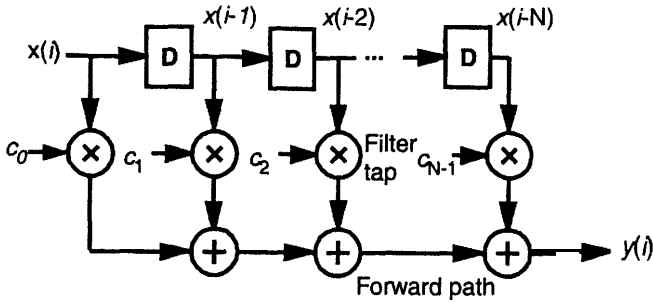 x(i-1)
x(i-2)
x(i-N)
x(i)
D
D
...
D
c0
×
c1
×
c2
×
Filter
tap
cN-1
×
+
+
+
y(i)
Forward path